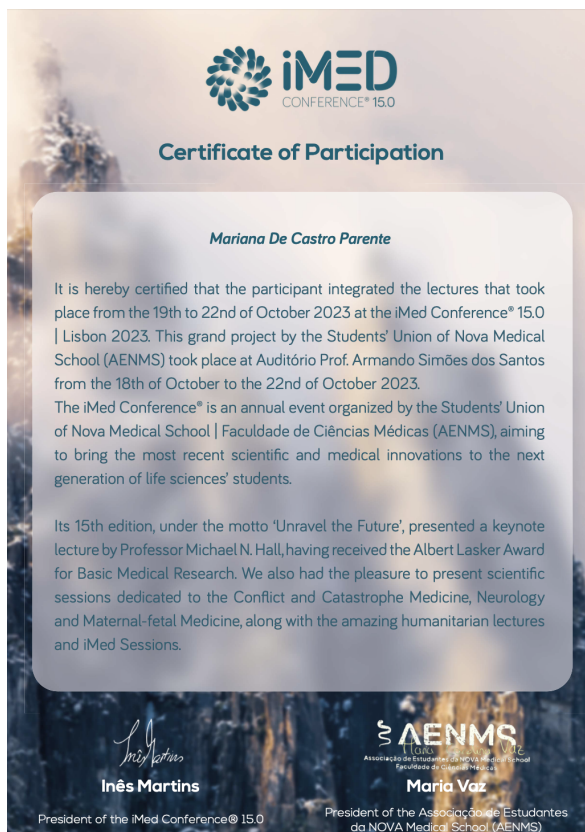 iMED
CONFERENCE® 15.0
Certificate of Participation
Mariana De Castro Parente
It is hereby certified that the participant integrated the lectures that took
place from the 19th to 22nd of October 2023 at the iMed Conference® 15.0
| Lisbon 2023. This grand project by the Students' Union of Nova Medical
School (AENMS) took place at Auditório Prof. Armando Simões dos Santos
from the 18th of October to the 22nd of October 2023.
The iMed Conference® is an annual event organized by the Students' Union
of Nova Medical School | Faculdade de Ciências Médicas (AENMS), aiming
to bring the most recent scientific and medical innovations to the next
generation of life sciences' students.
Its 15th edition, under the motto 'Unravel the Future', presented a keynote
lecture by Professor Michael N. Hall, having received the Albert Lasker Award
for Basic Medical Research. We also had the pleasure to present scientific
sessions dedicated to the Conflict and Catastrophe Medicine, Neurology
and Maternal-fetal Medicine, along with the amazing humanitarian lectures
and iMed Sessions.
Inês Martins
Inês Martins
President of the iMed Conference® 15.0
AENMS
Maria Vaz
Associação de Estudantes da NOVA Medical School
Faculdade de Ciências Médicas
Maria Vaz
President of the Associação de Estudantes
da NOVA Medical School (AENMS)